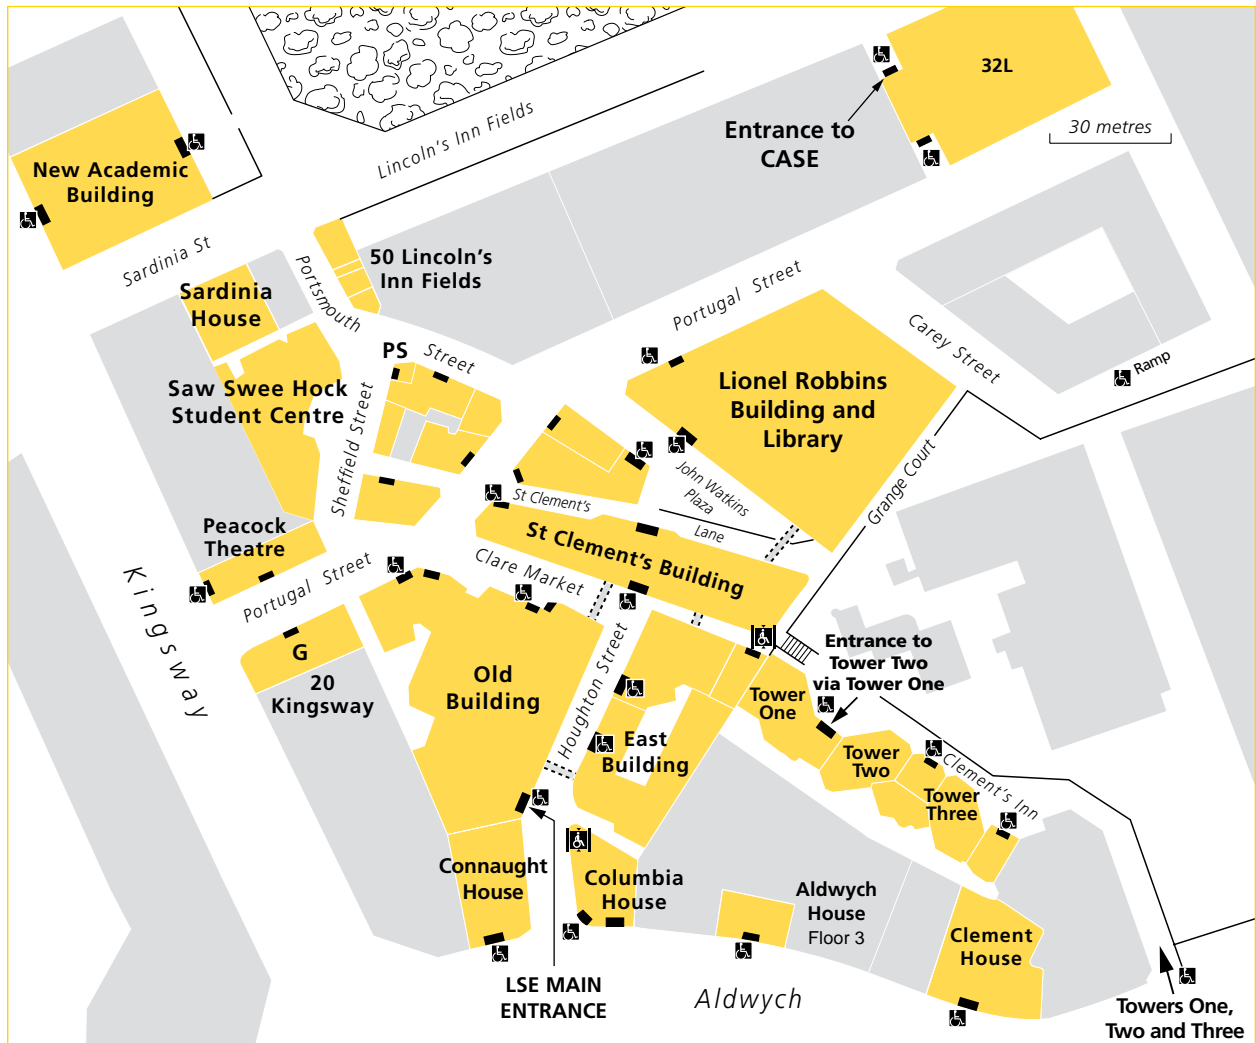 32L
Entrance to
CASE
30 metres
Lincoln's Inn Fields
New Academic
Building
Sardinia St
Portsmouth
Street
50 Lincoln's
Inn Fields
Sardinia
House
PS
Portugal Street
Carey Street
Ramp
Saw Swee Hock
Student Centre
Sheffield Street
Lionel Robbins
Building and
Library
John Watkins
Plaza
Grange Court
St Clement's
Lane
St Clement's Building
Peacock
Theatre
Portugal Street
Clare Market
Kingsway
G
20
Kingsway
Old
Building
Houghton Street
East
Building
Entrance to
Tower Two
via Tower One
Tower
One
Tower
Two
Tower
Three
Clement's Inn
Connaught
House
Columbia
House
Aldwych
House
Floor 3
Clement
House
LSE MAIN
ENTRANCE
Aldwych
Towers One,
Two and Three